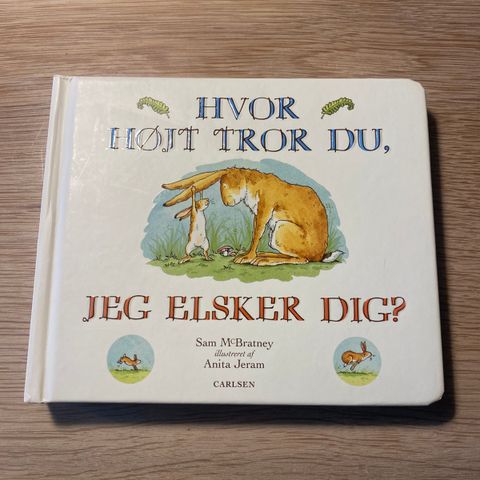 HVOR
HØJT TROR DU,
JEG ELSKER DIG?
Sam McBratney
illustreret af
Anita Jeram
CARLSEN